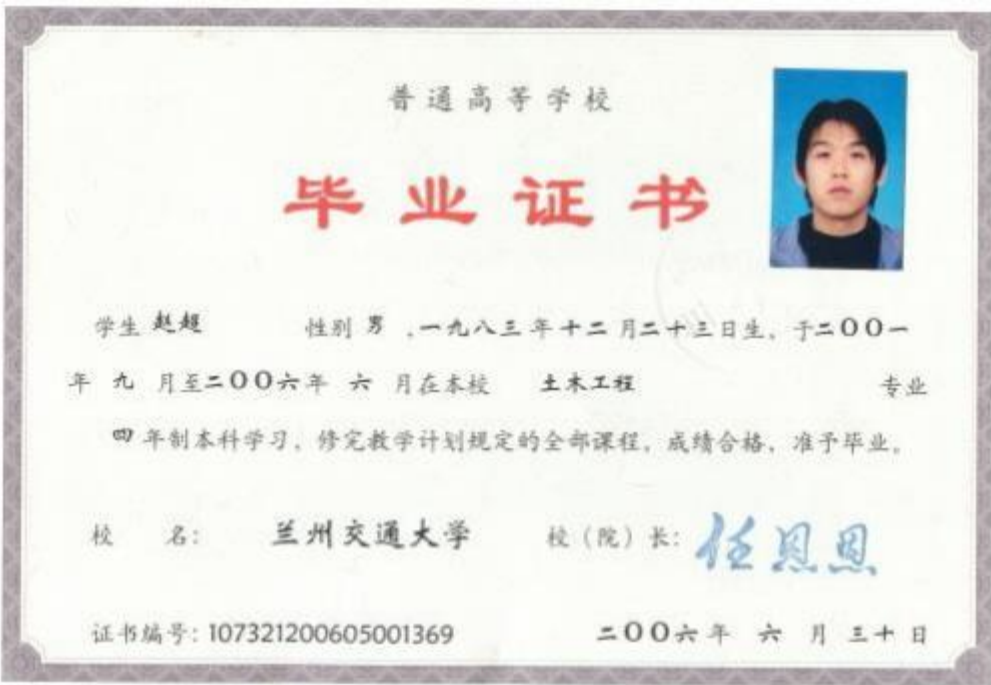 普通高等学校
毕业证书
学生 赵超 性别 男 ,一九八三年十二月二十三日生,于二〇〇一
年 九 月至二〇〇六年 六 月在本校 土木工程 专业
四年制本科学习,修完教学计划规定的全部课程,成绩合格,准予毕业。
校 名: 兰州交通大学 校(院)长: 任恩恩
证书编号: 107321200605001369 二〇〇六年 六 月 三十 日